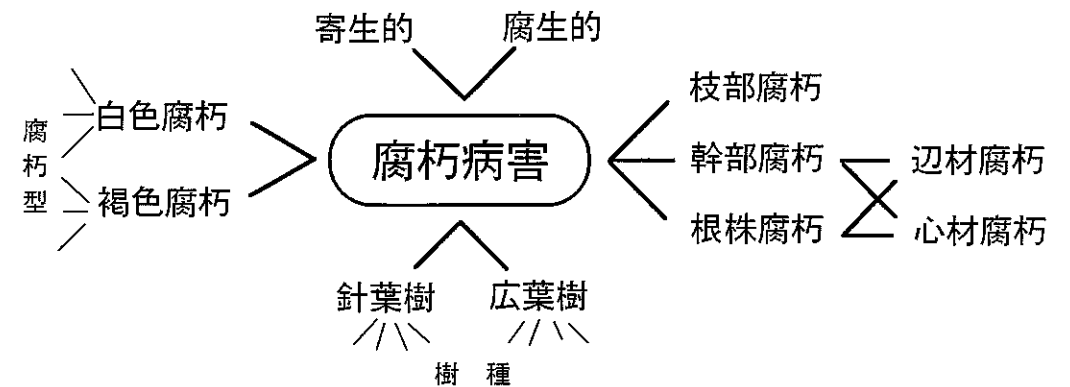 寄生的
腐生的
白色腐朽
褐色腐朽
腐朽型
腐朽病害
枝部腐朽
幹部腐朽
根株腐朽
辺材腐朽
心材腐朽
針葉樹
広葉樹
樹種